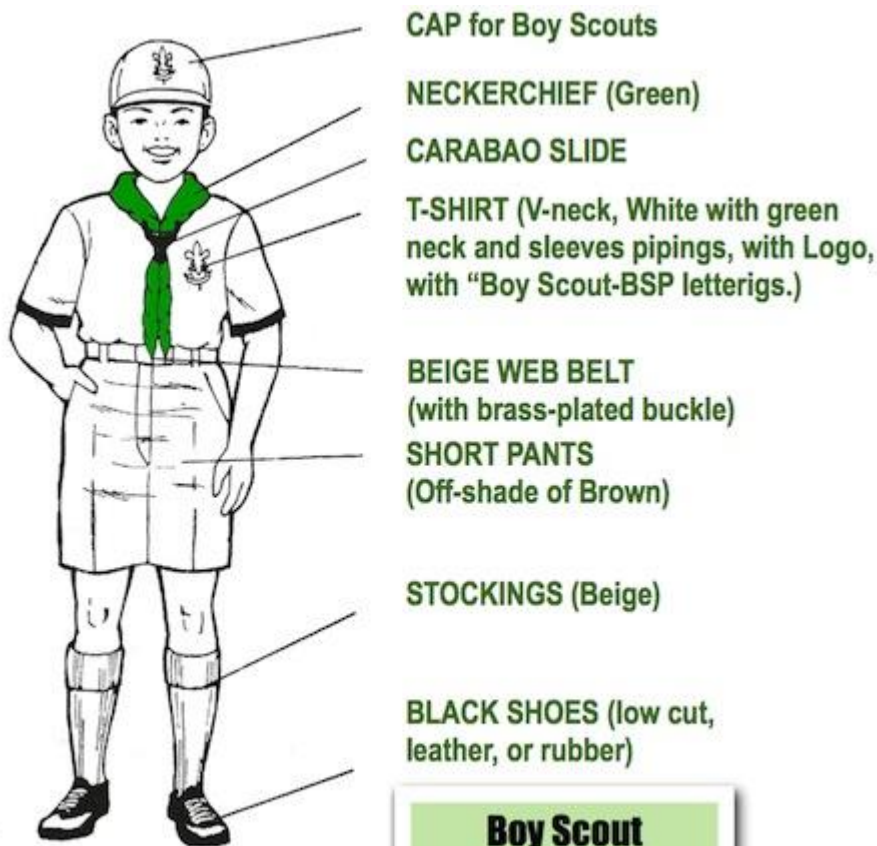 CAP for Boy Scouts
NECKERCHIEF (Green)
CARABAO SLIDE
T-SHIRT (V-neck, White with green
neck and sleeves pipings, with Logo,
with “Boy Scout-BSP letterigs.)
BEIGE WEB BELT
(with brass-plated buckle)
SHORT PANTS
(Off-shade of Brown)
STOCKINGS (Beige)
BLACK SHOES (low cut,
leather, or rubber)
Boy Scout